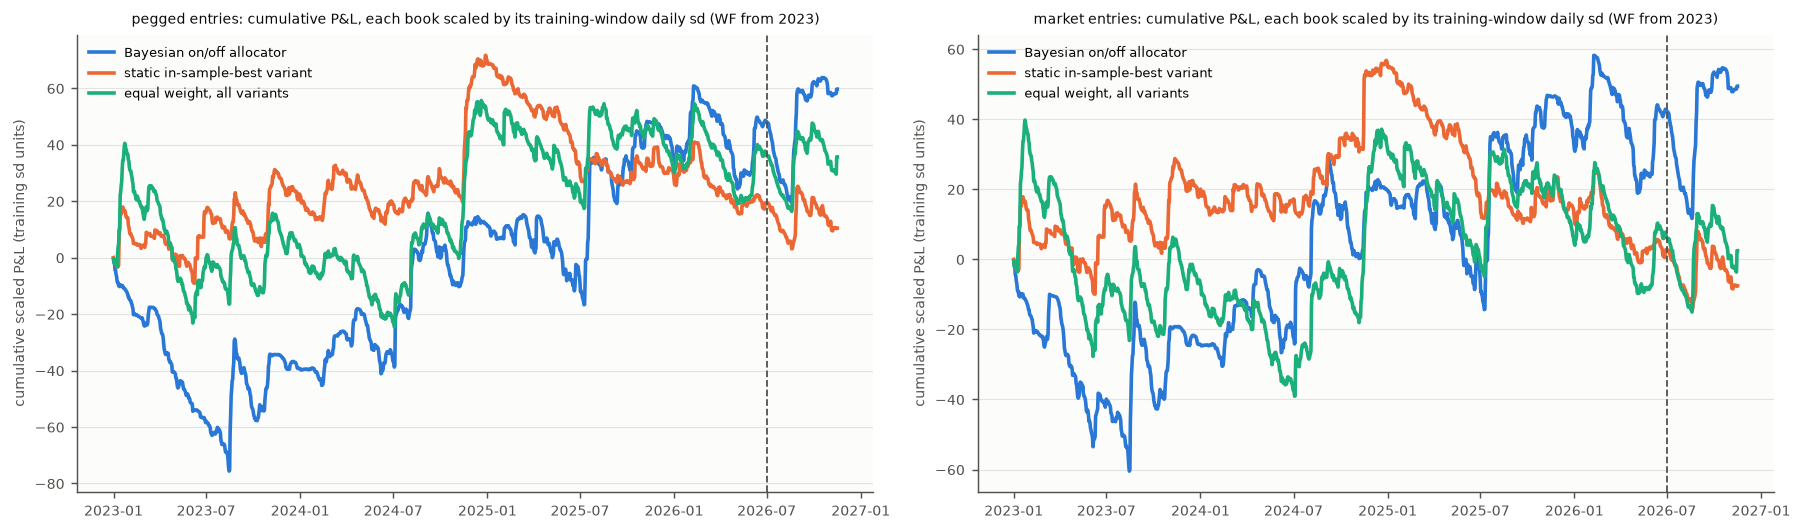 pegged entries: cumulative P&L, each book scaled by its training-window daily sd (WF from 2023)
Bayesian on/off allocator
static in-sample-best variant
equal weight, all variants
cumulative scaled P&L (training sd units)
60
40
20
0
−20
−40
−60
−80
2023-01 2023-07 2024-01 2024-07 2025-01 2025-07 2026-01 2026-07 2027-01
market entries: cumulative P&L, each book scaled by its training-window daily sd (WF from 2023)
Bayesian on/off allocator
static in-sample-best variant
equal weight, all variants
cumulative scaled P&L (training sd units)
60
40
20
0
−20
−40
−60
2023-01 2023-07 2024-01 2024-07 2025-01 2025-07 2026-01 2026-07 2027-01